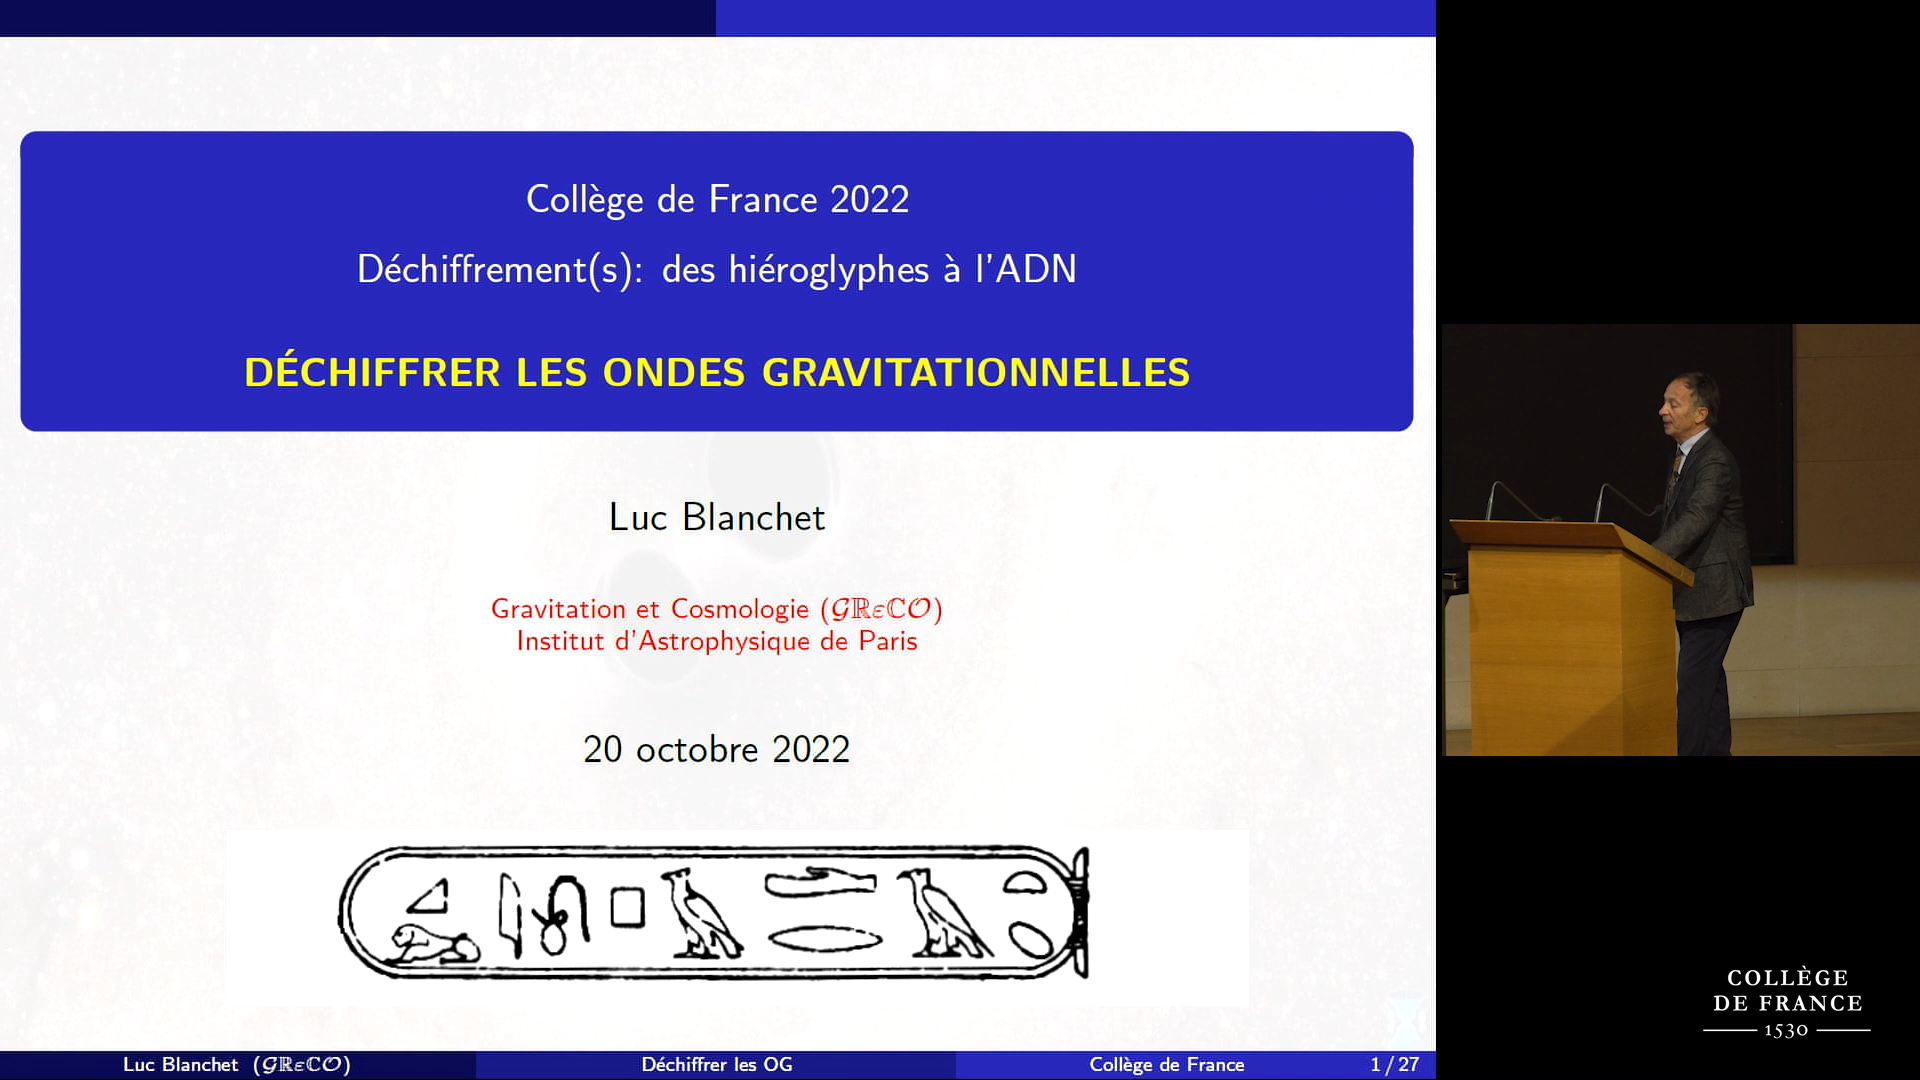 Collège de France 2022
Déchiffrement(s): des hiéroglyphes à l'ADN
DÉCHIFFRER LES ONDES GRAVITATIONNELLES
Luc Blanchet
Gravitation et Cosmologie (𝒢ℝεℂ𝒪)
Institut d'Astrophysique de Paris
20 octobre 2022
Luc Blanchet (𝒢ℝεℂ𝒪) Déchiffrer les OG Collège de France 1 / 27
COLLÈGE
DE FRANCE
1530